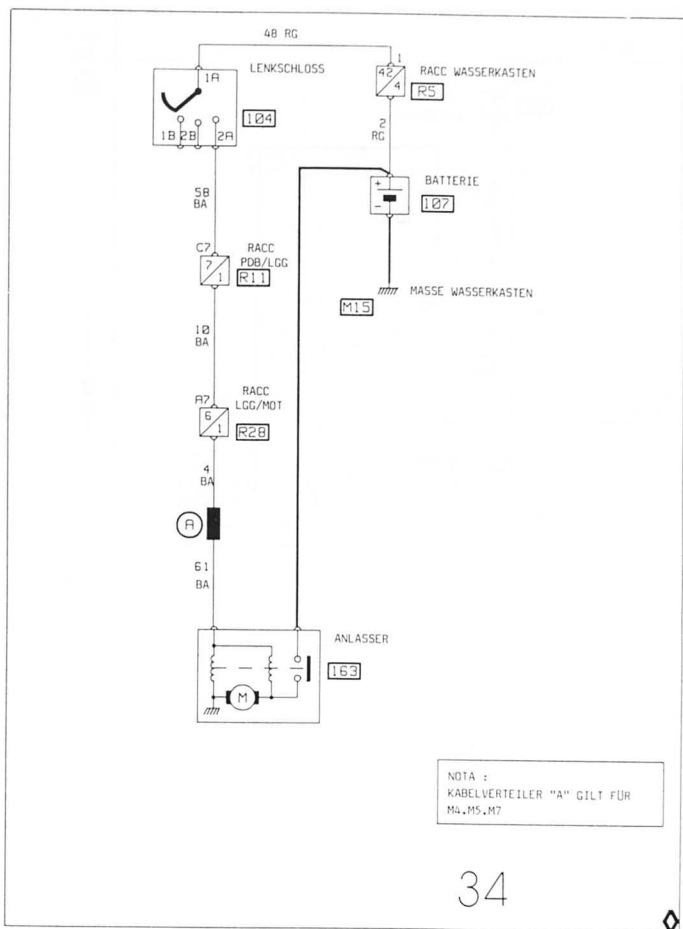 48 RG
LENKSCHLOSS
1A
104
1B 2B 2A
1
42
4
RACC WASSERKASTEN
R5
2
RG
+
-
BATTERIE
107
MASSE WASSERKASTEN
M15
58
BA
C7
7
1
RACC
PDB/LGG
R11
10
BA
A7
6
1
RACC
LGG/MOT
R28
4
BA
A
61
BA
ANLASSER
163
M
NOTA :
KABELVERTEILER "A" GILT FÜR
M4.M5.M7
34